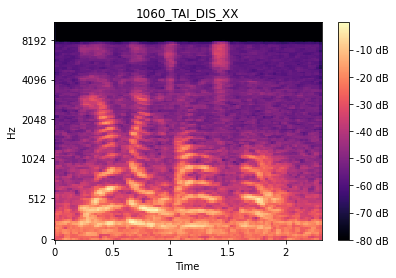 1060_TAI_DIS_XX
8192
4096
2048
1024
512
0
Hz
0
0.5
1
1.5
2
Time
-10 dB
-20 dB
-30 dB
-40 dB
-50 dB
-60 dB
-70 dB
-80 dB